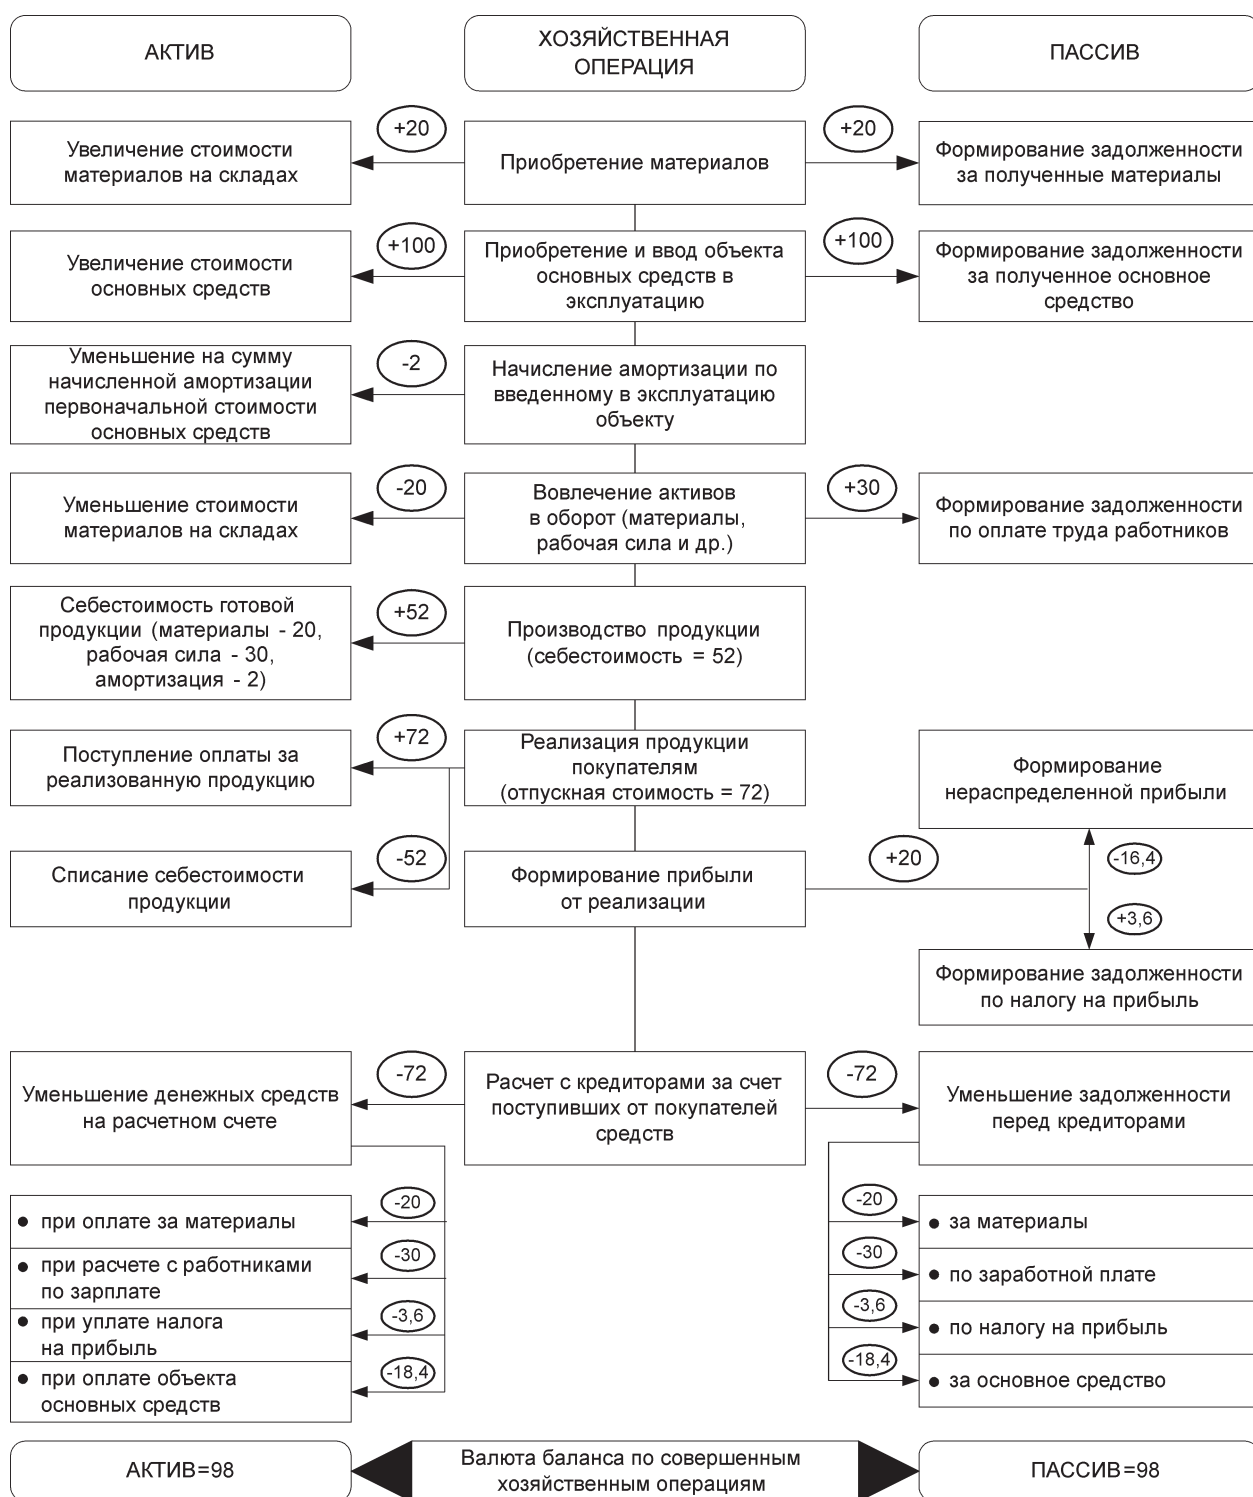 АКТИВ
ХОЗЯЙСТВЕННАЯ
ОПЕРАЦИЯ
ПАССИВ
Увеличение стоимости
материалов на складах
+20
Приобретение материалов
+20
Формирование задолженности
за полученные материалы
Увеличение стоимости
основных средств
+100
Приобретение и ввод объекта
основных средств в
эксплуатацию
+100
Формирование задолженности
за полученное основное
средство
Уменьшение на сумму
начисленной амортизации
первоначальной стоимости
основных средств
-2
Начисление амортизации по
введенному в эксплуатацию
объекту
Уменьшение стоимости
материалов на складах
-20
Вовлечение активов
в оборот (материалы,
рабочая сила и др.)
+30
Формирование задолженности
по оплате труда работников
Себестоимость готовой
продукции (материалы - 20,
рабочая сила - 30,
амортизация - 2)
+52
Производство продукции
(себестоимость = 52)
Поступление оплаты за
реализованную продукцию
+72
Реализация продукции
покупателям
(отпускная стоимость = 72)
Формирование
нераспределенной прибыли
Списание себестоимости
продукции
-52
Формирование прибыли
от реализации
+20
-16,4
+3,6
Формирование задолженности
по налогу на прибыль
Уменьшение денежных средств
на расчетном счете
-72
Расчет с кредиторами за счет
поступивших от покупателей
средств
-72
Уменьшение задолженности
перед кредиторами
• при оплате за материалы
-20
-20
• за материалы
• при расчете с работниками
по зарплате
-30
-30
• по заработной плате
• при уплате налога
на прибыль
-3,6
-3,6
• по налогу на прибыль
• при оплате объекта
основных средств
-18,4
-18,4
• за основное средство
АКТИВ=98
Валюта баланса по совершенным
хозяйственным операциям
ПАССИВ=98